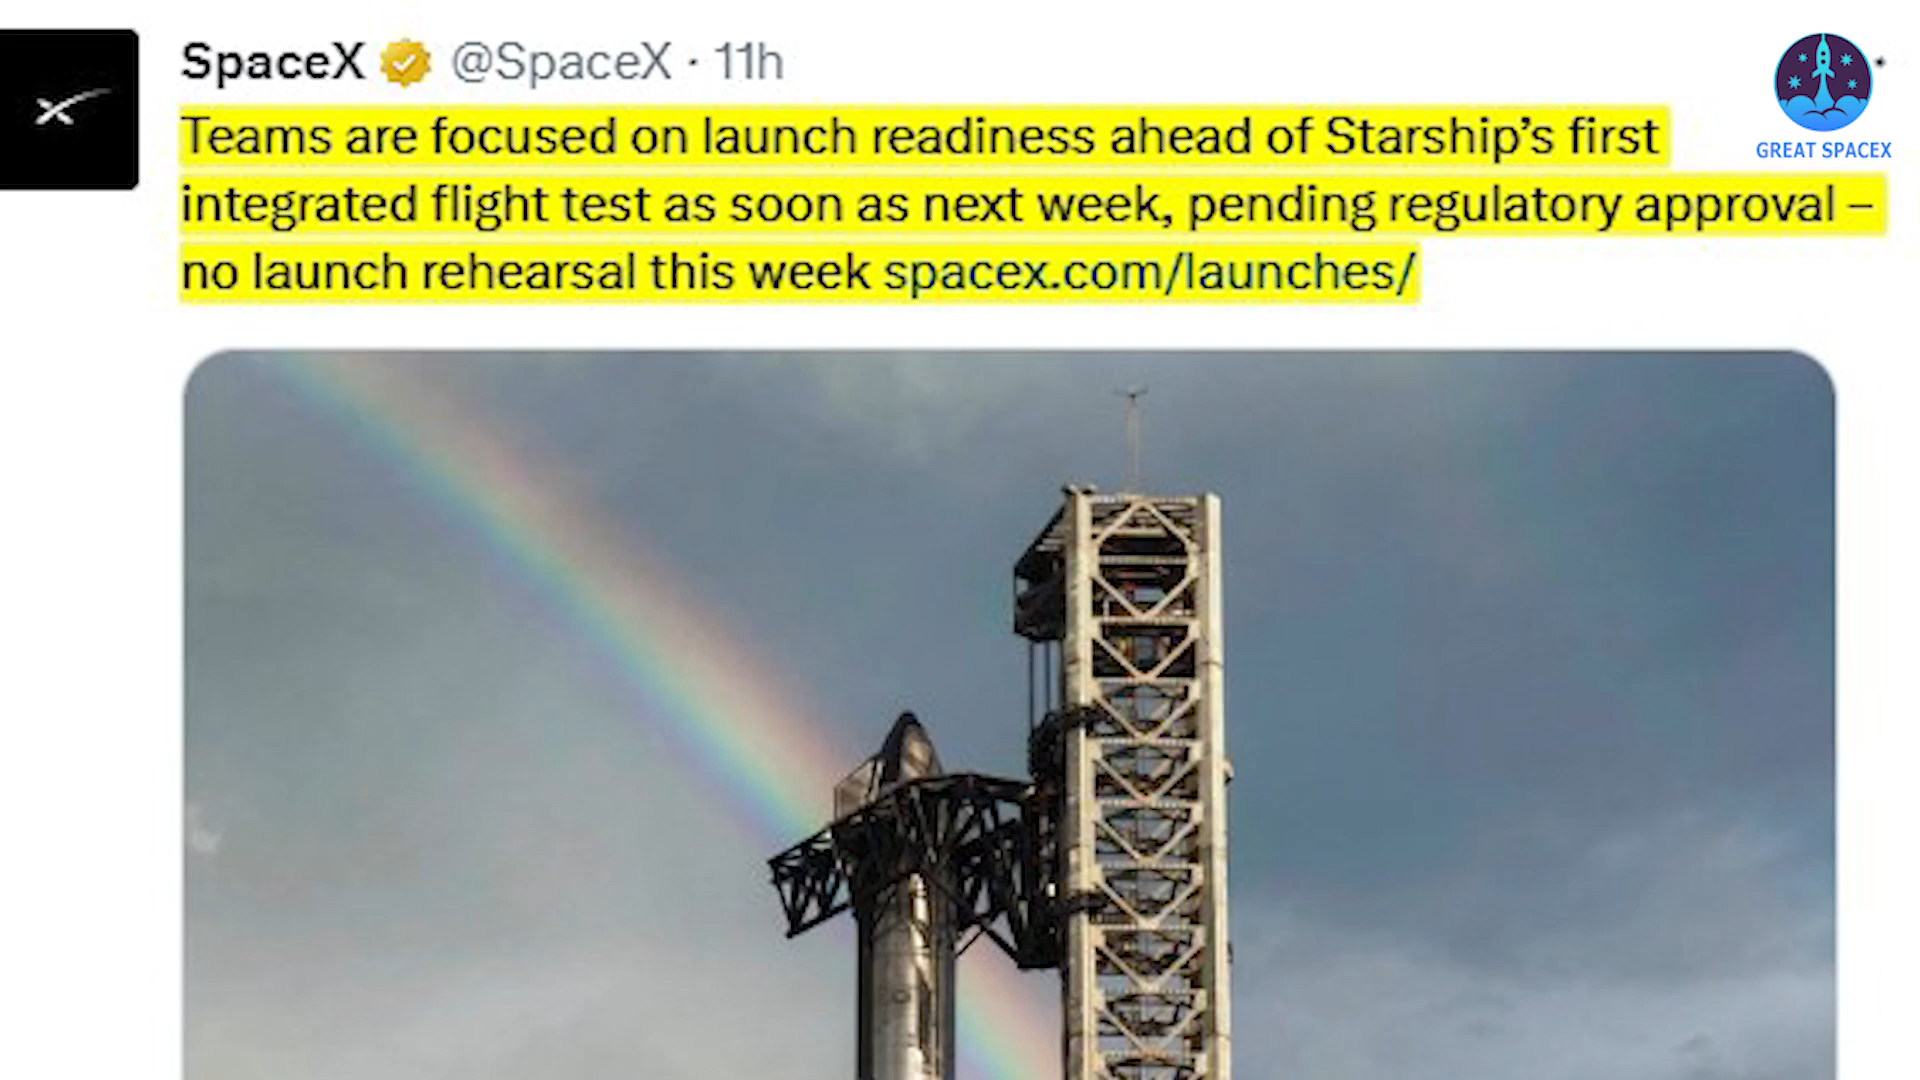 SpaceX @SpaceX · 11h
Teams are focused on launch readiness ahead of Starship’s first
integrated flight test as soon as next week, pending regulatory approval –
no launch rehearsal this week spacex.com/launches/
GREAT SPACEX